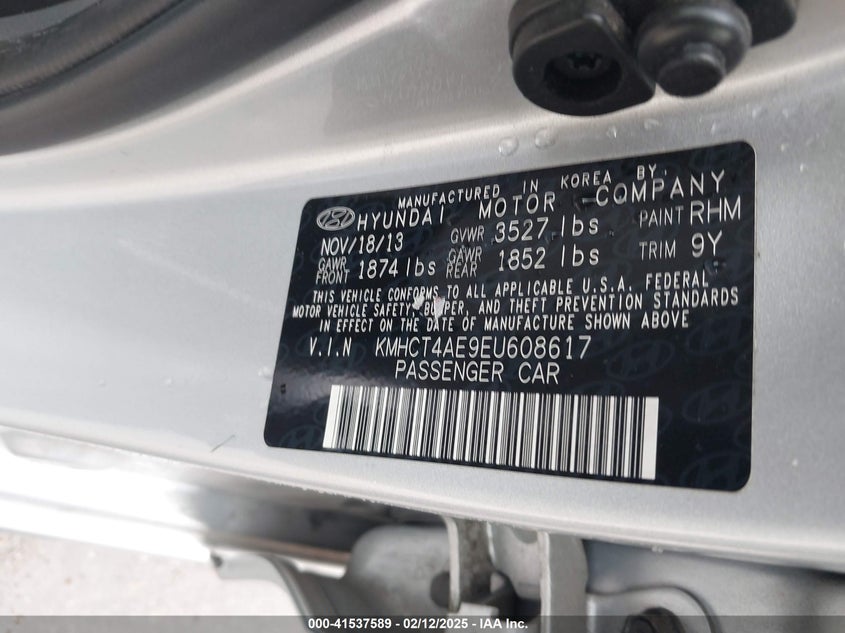 MANUFACTURED IN KOREA BY
HYUNDAI MOTOR COMPANY
NOV/18/13 GVWR 3527 lbs PAINT RHM
GAWR FRONT 1874 lbs GAWR REAR 1852 lbs TRIM 9Y
THIS VEHICLE CONFORMS TO ALL APPLICABLE U.S.A. FEDERAL
MOTOR VEHICLE SAFETY, BUMPER, AND THEFT PREVENTION STANDARDS
IN EFFECT ON THE DATE OF MANUFACTURE SHOWN ABOVE
V.I.N KMHCT4AE9EU608617
PASSENGER CAR
000-41537589 - 02/12/2025 - IAA Inc.